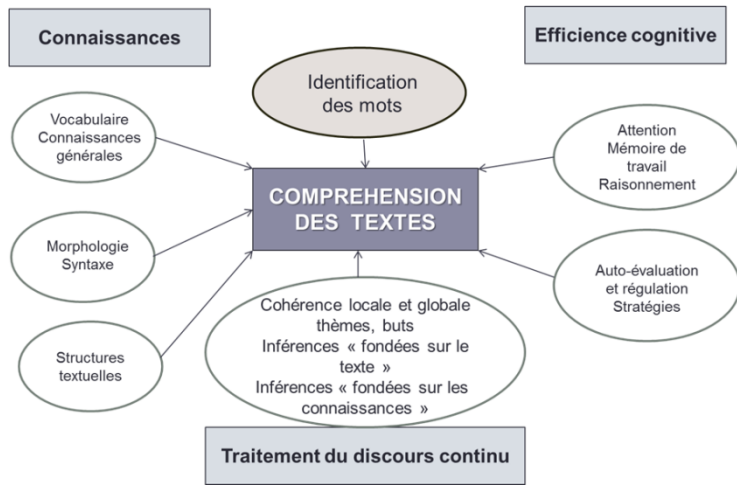 Connaissances
Efficience cognitive
Identification
des mots
Vocabulaire
Connaissances
générales
Attention
Mémoire de
travail
Raisonnement
COMPREHENSION
DES TEXTES
Morphologie
Syntaxe
Auto-évaluation
et régulation
Stratégies
Structures
textuelles
Cohérence locale et globale
thèmes, buts
Inférences « fondées sur le
texte »
Inférences « fondées sur les
connaissances »
Traitement du discours continu